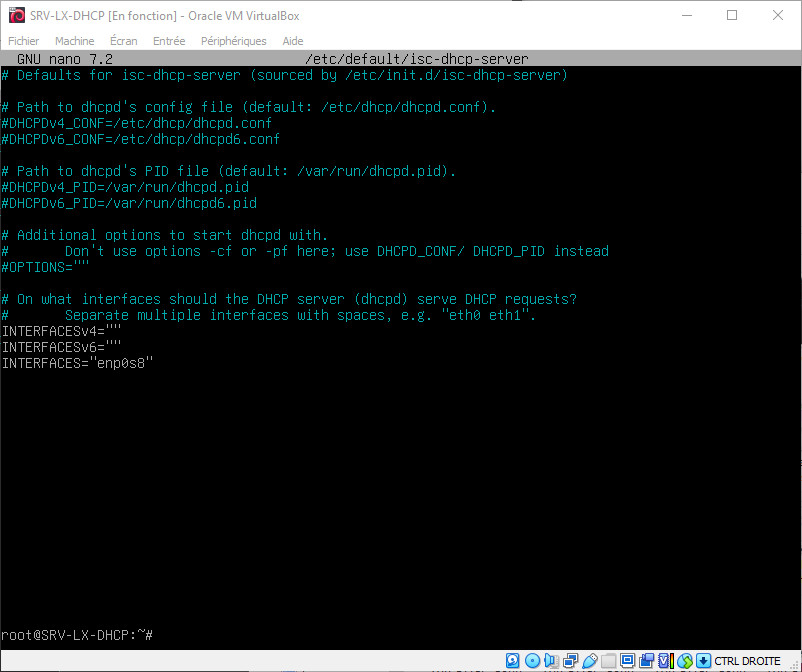 SRV-LX-DHCP [En fonction] - Oracle VM VirtualBox
Fichier Machine Écran Entrée Périphériques Aide
GNU nano 7.2 /etc/default/isc-dhcp-server
# Defaults for isc-dhcp-server (sourced by /etc/init.d/isc-dhcp-server)
# Path to dhcpd's config file (default: /etc/dhcp/dhcpd.conf).
#DHCPDv4_CONF=/etc/dhcp/dhcpd.conf
#DHCPDv6_CONF=/etc/dhcp/dhcpd6.conf
# Path to dhcpd's PID file (default: /var/run/dhcpd.pid).
#DHCPDv4_PID=/var/run/dhcpd.pid
#DHCPDv6_PID=/var/run/dhcpd6.pid
# Additional options to start dhcpd with.
#       Don't use options -cf or -pf here; use DHCPD_CONF/ DHCPD_PID instead
#OPTIONS=""
# On what interfaces should the DHCP server (dhcpd) serve DHCP requests?
#       Separate multiple interfaces with spaces, e.g. "eth0 eth1".
INTERFACESv4=""
INTERFACESv6=""
INTERFACES="enp0s8"
root@SRV-LX-DHCP:~#
CTRL DROITE